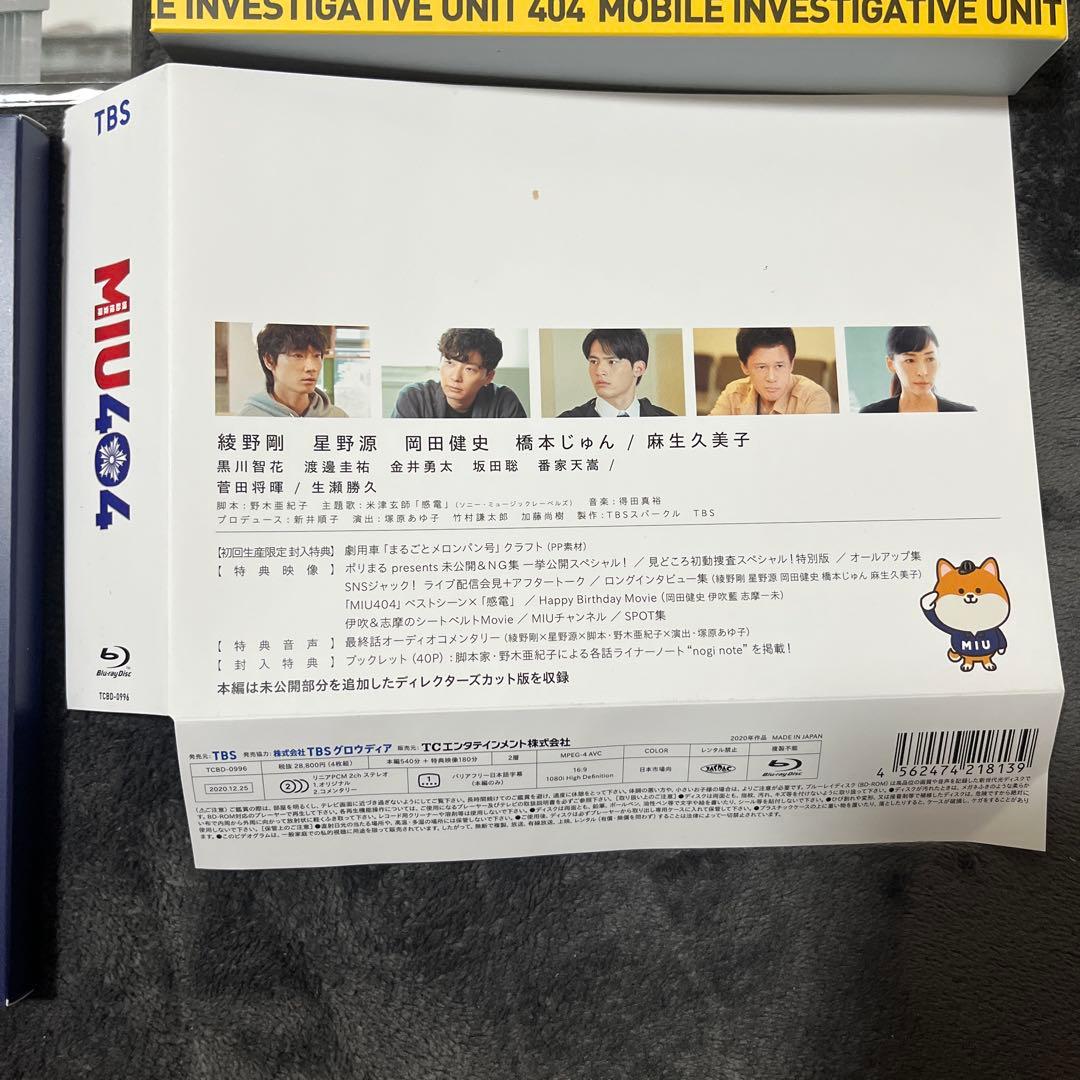 LE INVESTIGATIVE UNIT 404 MOBILE INVESTIGATIVE UNIT
TBS
MIU404
Blu-ray Disc
TCBD-0996
綾野剛 星野源 岡田健史 橋本じゅん / 麻生久美子
黒川智花 渡邊圭祐 金井勇太 坂田聡 番家天嵩 /
菅田将暉 / 生瀬勝久
脚本：野木亜紀子 主題歌：米津玄師「感電」（ソニー・ミュージックレーベルズ） 音楽：得田真裕
プロデュース：新井順子 演出：塚原あゆ子 竹村謙太郎 加藤尚樹 製作：TBSスパークル TBS
【初回生産限定 封入特典】 劇用車「まるごとメロンパン号」クラフト（PP素材）
【特典映像】 ポリまる presents 未公開＆NG集 一挙公開スペシャル！ ／ 見どころ初動捜査スペシャル！特別版 ／ オールアップ集
SNSジャック！ ライブ配信会見＋アフタートーク ／ ロングインタビュー集（綾野剛 星野源 岡田健史 橋本じゅん 麻生久美子）
「MIU404」ベストシーン×「感電」 ／ Happy Birthday Movie（岡田健史 伊吹藍 志摩一未）
伊吹＆志摩のシートベルトMovie ／ MIUチャンネル ／ SPOT集
【特典音声】 最終話オーディオコメンタリー（綾野剛×星野源×脚本・野木亜紀子×演出・塚原あゆ子）
【封入特典】 ブックレット（40P）：脚本家・野木亜紀子による各話ライナーノート“nogi note”を掲載！
本編は未公開部分を追加したディレクターズカット版を収録
MIU
発売元：TBS 発売協力：株式会社TBSグロウディア 販売元：TCエンタテインメント株式会社
2020年作品 MADE IN JAPAN
TCBD-0996 税抜 28,800円（4枚組） 本編540分＋特典映像180分 2層 MPEG-4 AVC COLOR レンタル禁止 複製不能
2020.12.25 リニアPCM 2ch ステレオ 1.オリジナル 2.コメンタリー バリアフリー日本語字幕（本編のみ） 16:9 1080i High Definition 日本市場向 Blu-ray Disc
4 562474 218139